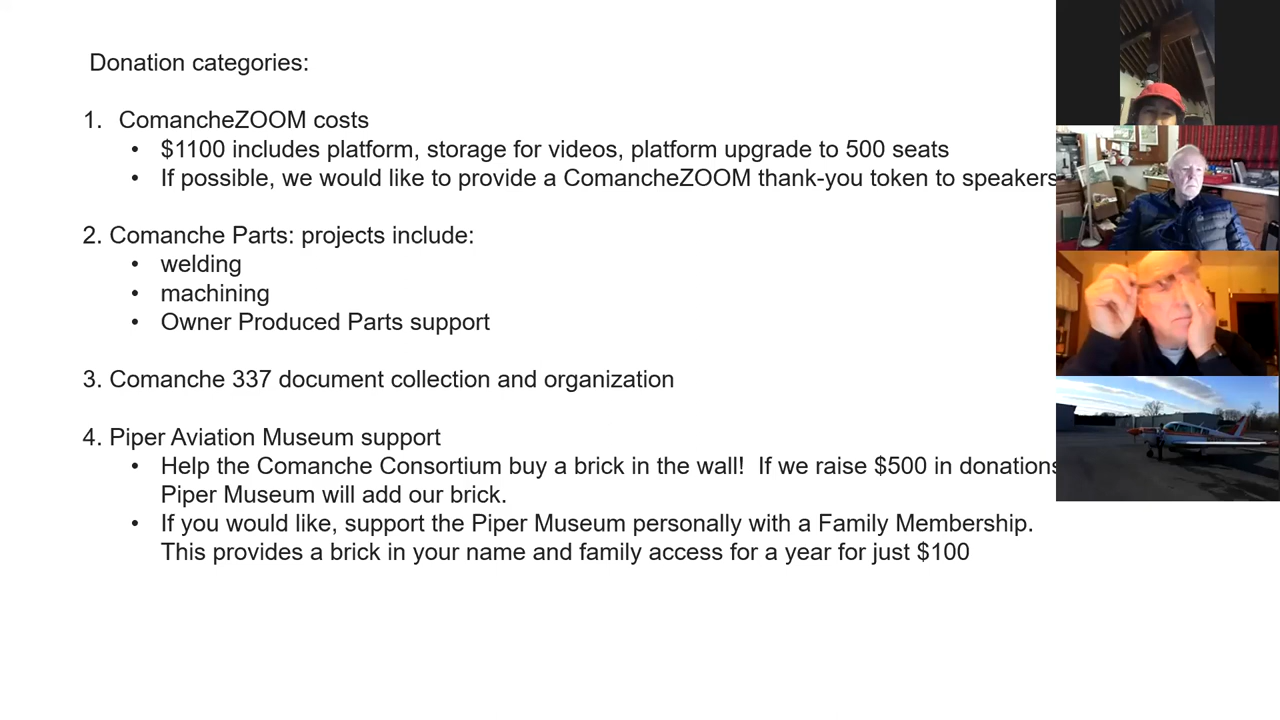 Donation categories:
1. ComancheZOOM costs
• $1100 includes platform, storage for videos, platform upgrade to 500 seats
• If possible, we would like to provide a ComancheZOOM thank-you token to speakers
2. Comanche Parts: projects include:
• welding
• machining
• Owner Produced Parts support
3. Comanche 337 document collection and organization
4. Piper Aviation Museum support
• Help the Comanche Consortium buy a brick in the wall!  If we raise $500 in donations
Piper Museum will add our brick.
• If you would like, support the Piper Museum personally with a Family Membership.
This provides a brick in your name and family access for a year for just $100